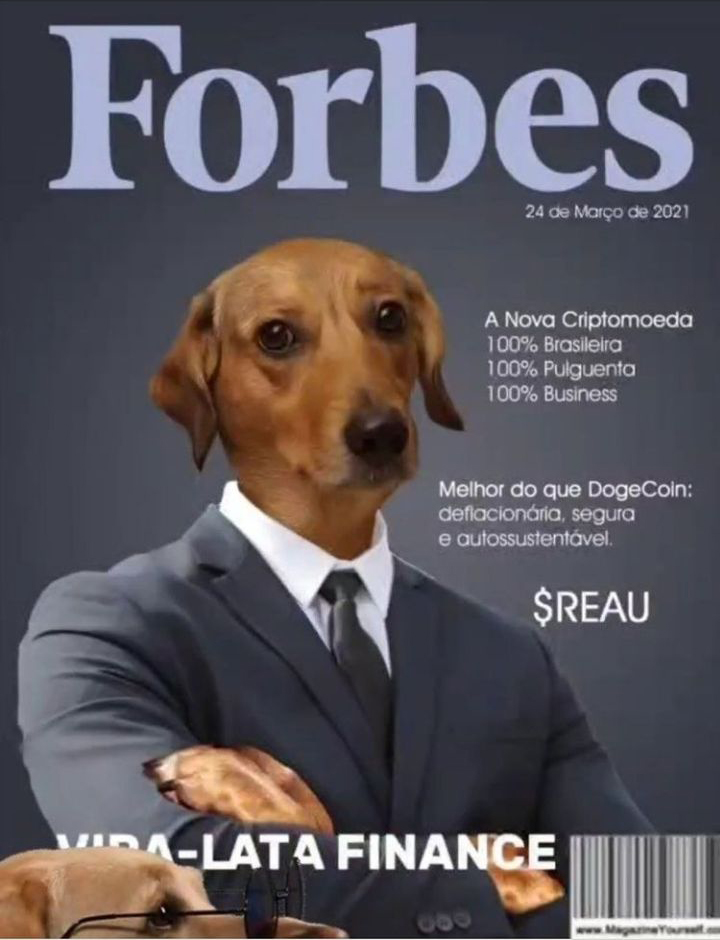 Forbes
24 de Março de 2021
A Nova Criptomoeda
100% Brasileira
100% Pulguenta
100% Business
Melhor do que DogeCoin:
deflacionária, segura
e autossustentável.
$REAU
VIRA-LATA FINANCE